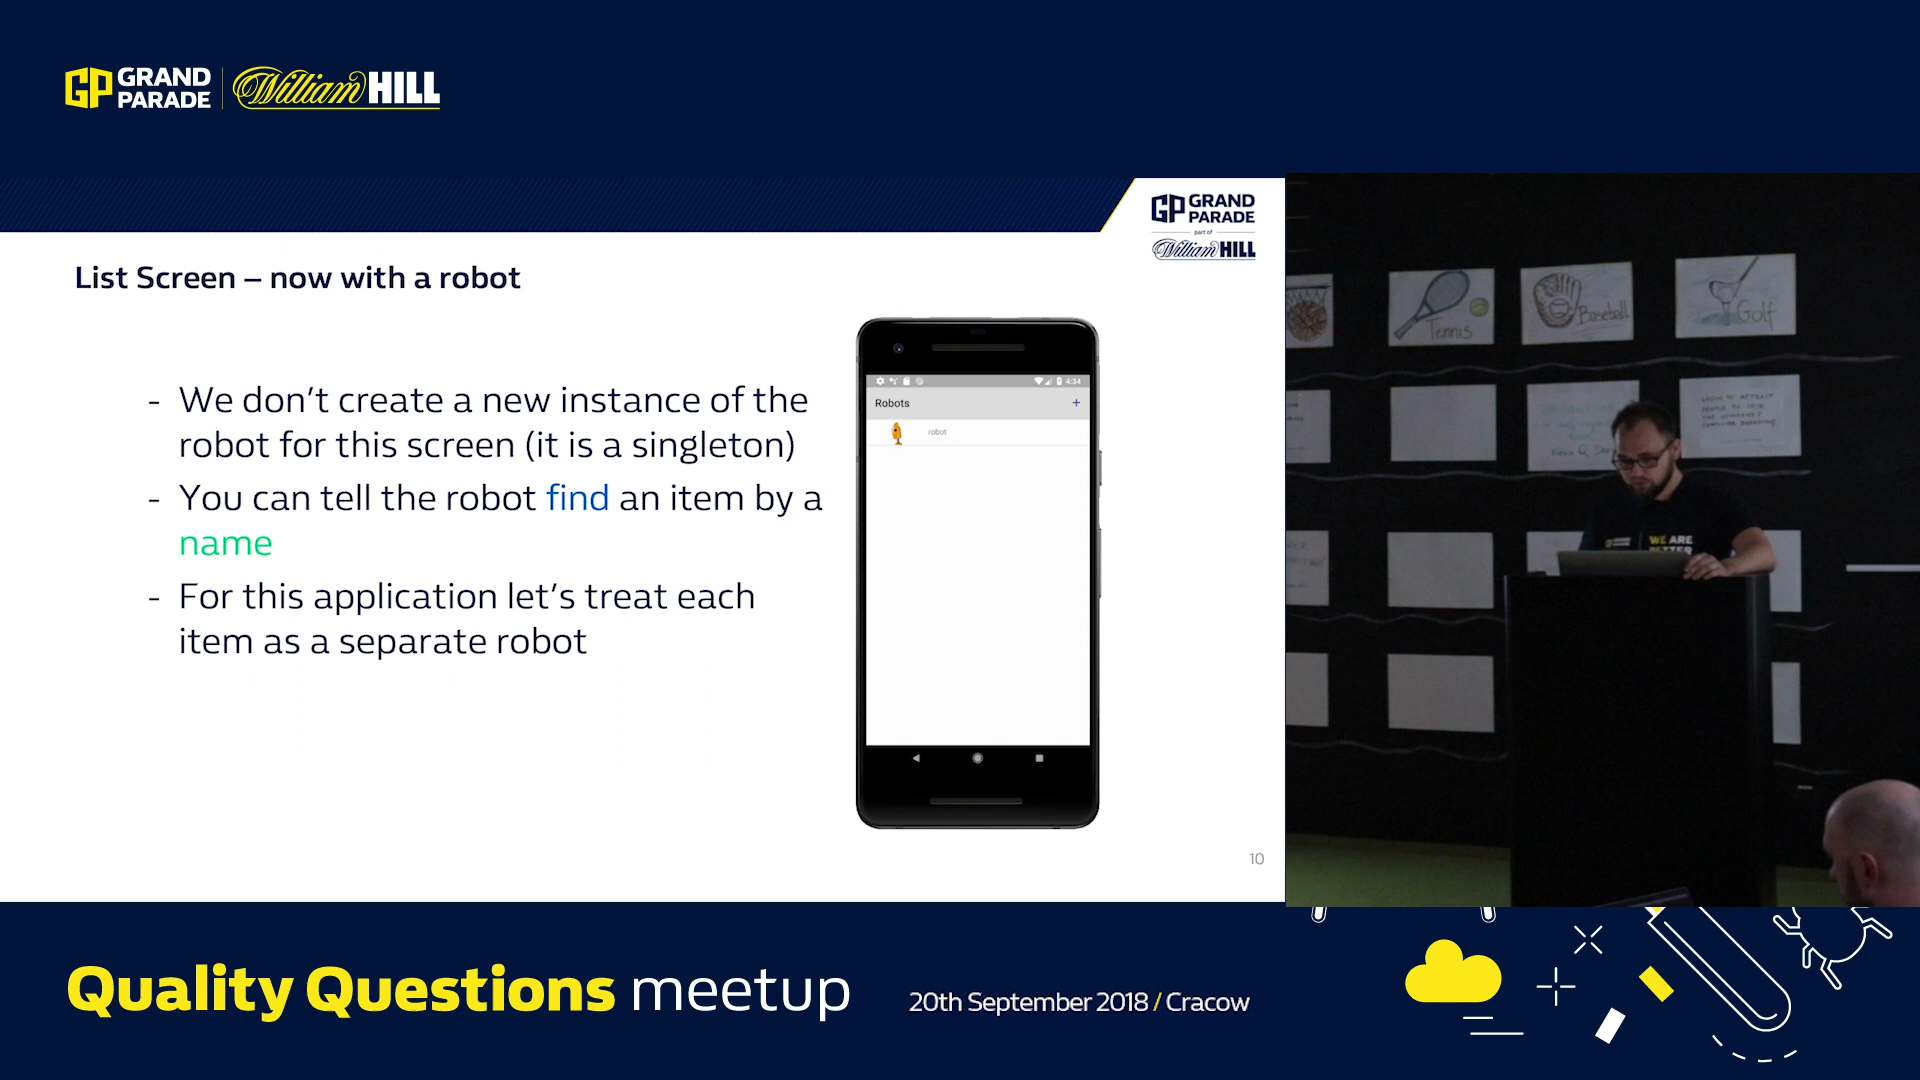 GP GRAND PARADE | William HILL
GP GRAND PARADE
part of
William HILL
List Screen – now with a robot
- We don't create a new instance of the
robot for this screen (it is a singleton)
- You can tell the robot find an item by a
name
- For this application let's treat each
item as a separate robot
4:34
Robots +
robot
10
Tennis
Baseball
Golf
WE ARE
BETTER
Quality Questions meetup
20th September 2018 / Cracow